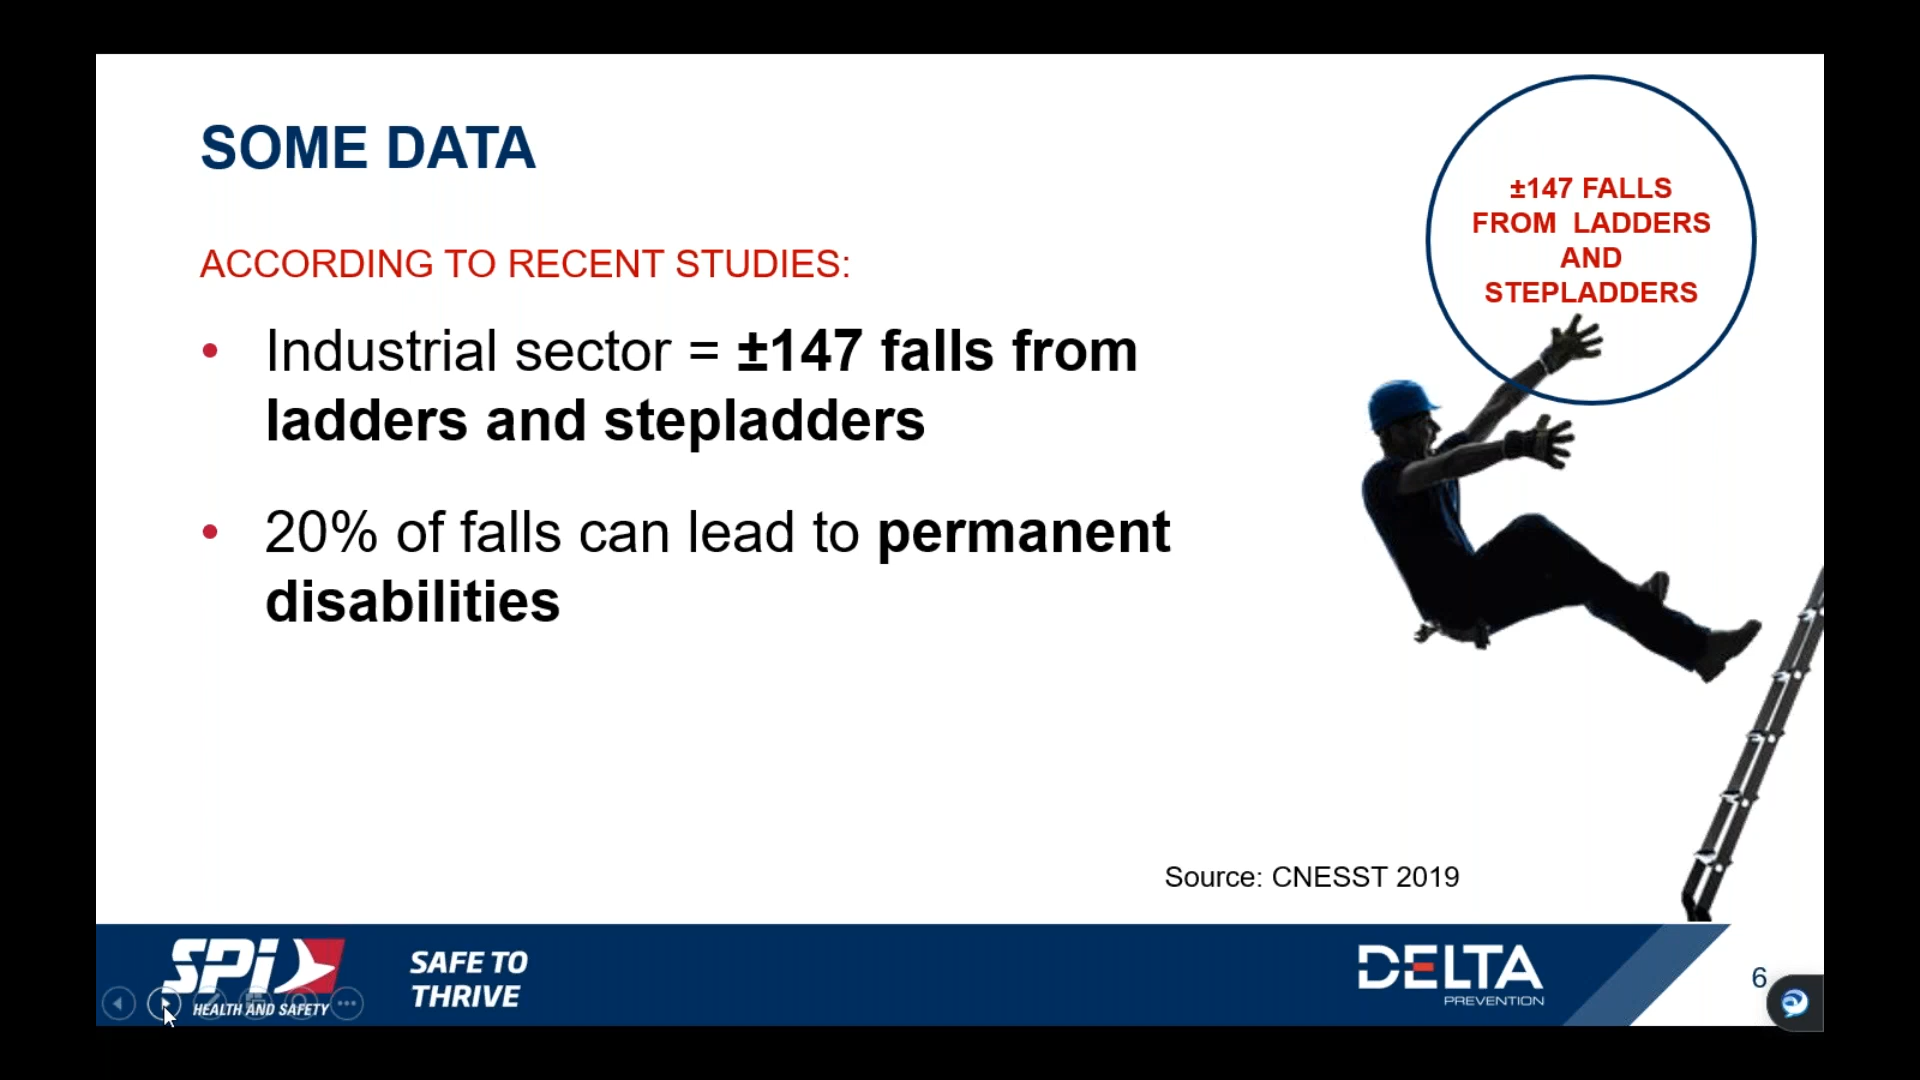 SOME DATA
±147 FALLS
FROM LADDERS
AND
STEPLADDERS
ACCORDING TO RECENT STUDIES:
• Industrial sector = ±147 falls from
ladders and stepladders
• 20% of falls can lead to permanent
disabilities
Source: CNESST 2019
SPi
HEALTH AND SAFETY
SAFE TO
THRIVE
DELTA
PREVENTION
6